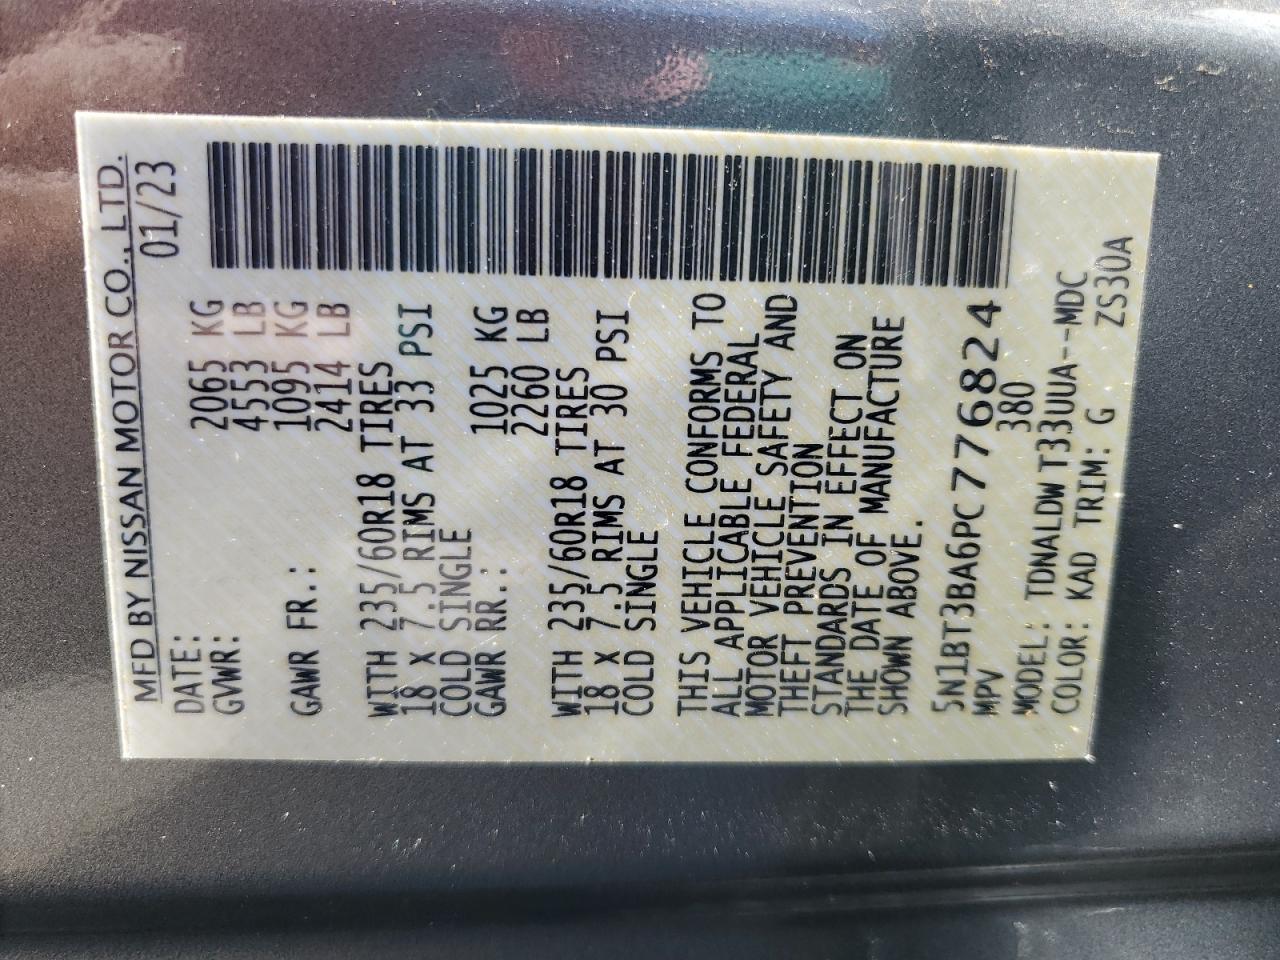 MFD BY NISSAN MOTOR CO., LTD.
DATE: 01/23
GVWR: 2065 KG
4553 LB
GAWR FR.: 1095 KG
2414 LB
WITH 235/60R18 TIRES
18 X 7.5 RIMS AT 33 PSI
COLD SINGLE
GAWR RR.: 1025 KG
2260 LB
WITH 235/60R18 TIRES
18 X 7.5 RIMS AT 30 PSI
COLD SINGLE
THIS VEHICLE CONFORMS TO
ALL APPLICABLE FEDERAL
MOTOR VEHICLE SAFETY AND
THEFT PREVENTION
STANDARDS IN EFFECT ON
THE DATE OF MANUFACTURE
SHOWN ABOVE.
5N1BT3BA6PC776824
MPV 380
MODEL: TDNALDW T33UUA--MDC
COLOR: KAD TRIM: G ZS30A